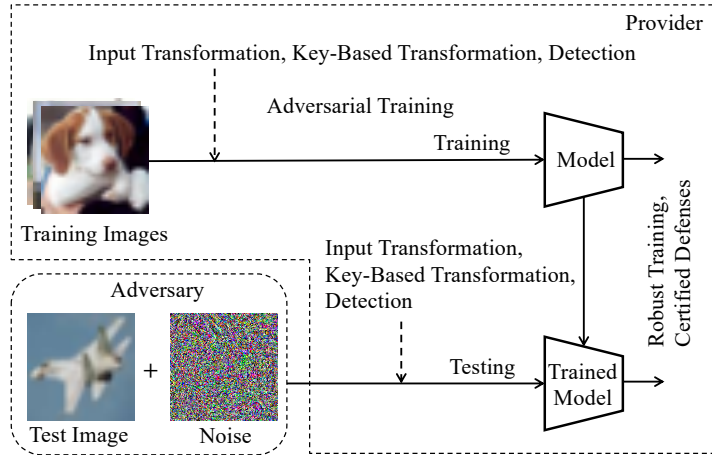 Provider
Input Transformation, Key-Based Transformation, Detection
Adversarial Training
Training
Model
Training Images
Robust Training,
Certified Defenses
Input Transformation,
Key-Based Transformation,
Detection
Adversary
+
Testing
Trained
Model
Test Image
Noise